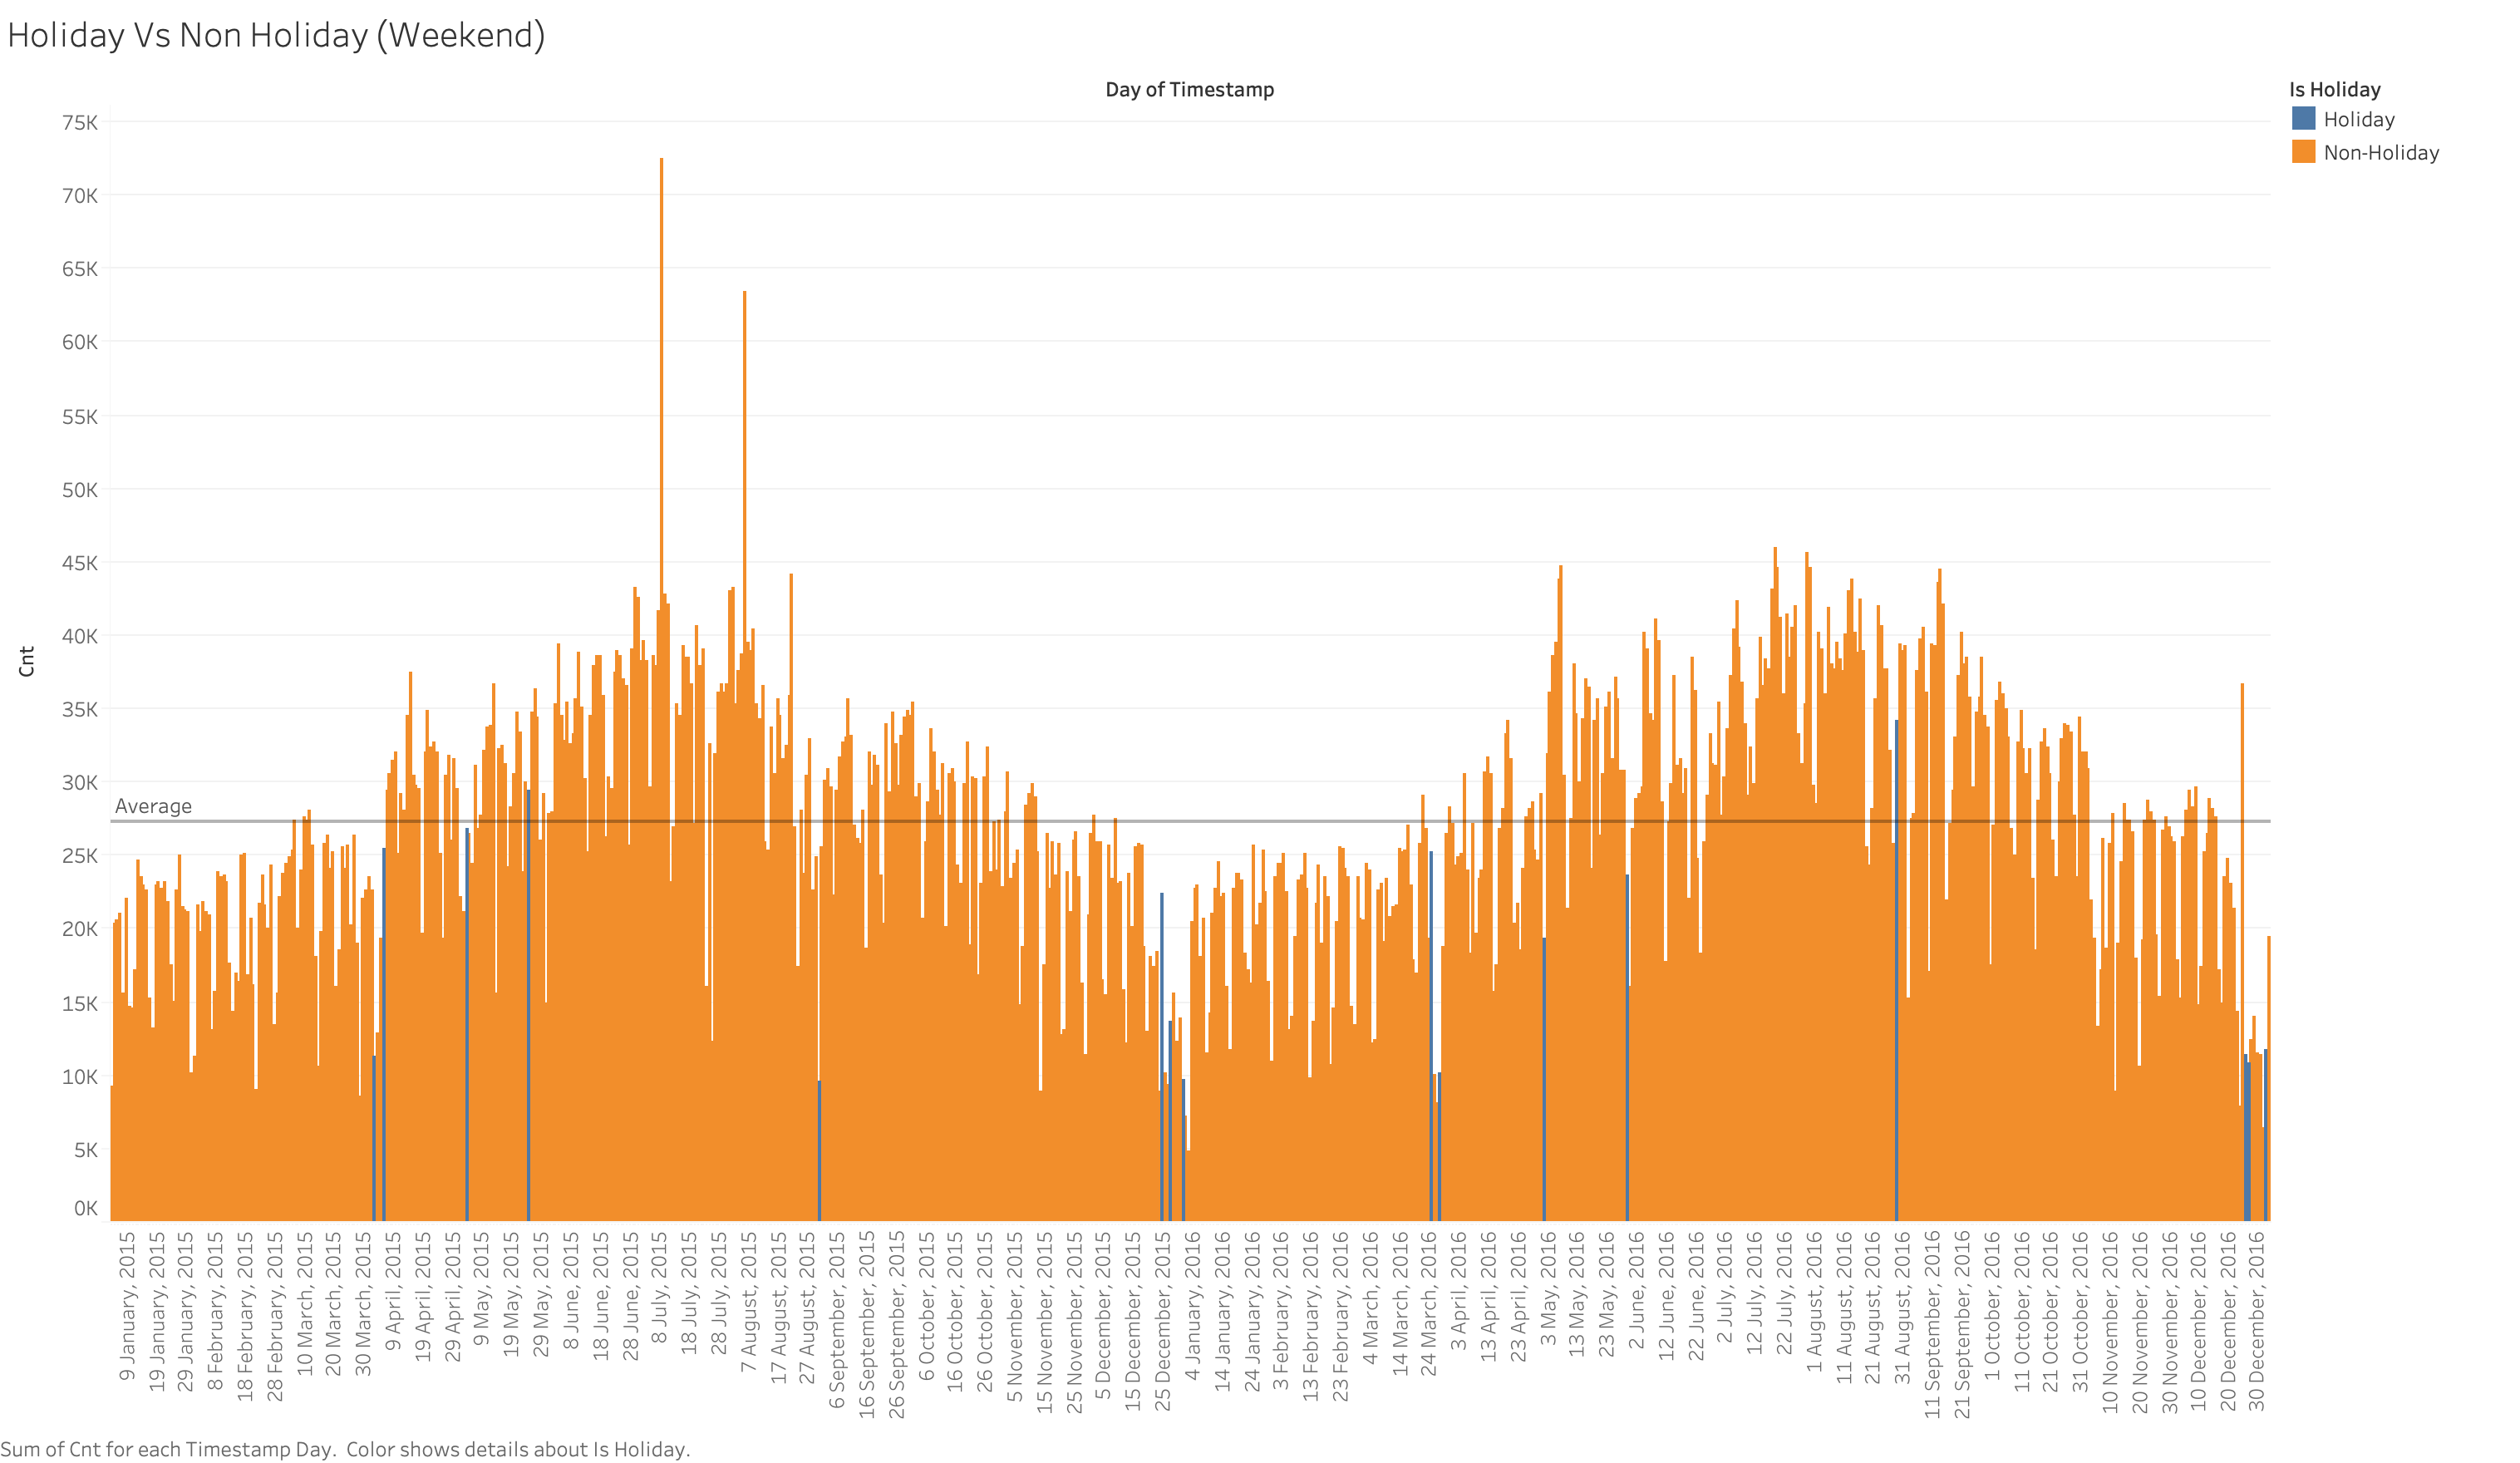 Holiday Vs Non Holiday (Weekend)
Day of Timestamp
Is Holiday
Holiday
Non-Holiday
Cnt
75K
70K
65K
60K
55K
50K
45K
40K
35K
30K
25K
20K
15K
10K
5K
0K
Average
9 January, 2015
19 January, 2015
29 January, 2015
8 February, 2015
18 February, 2015
28 February, 2015
10 March, 2015
20 March, 2015
30 March, 2015
9 April, 2015
19 April, 2015
29 April, 2015
9 May, 2015
19 May, 2015
29 May, 2015
8 June, 2015
18 June, 2015
28 June, 2015
8 July, 2015
18 July, 2015
28 July, 2015
7 August, 2015
17 August, 2015
27 August, 2015
6 September, 2015
16 September, 2015
26 September, 2015
6 October, 2015
16 October, 2015
26 October, 2015
5 November, 2015
15 November, 2015
25 November, 2015
5 December, 2015
15 December, 2015
25 December, 2015
4 January, 2016
14 January, 2016
24 January, 2016
3 February, 2016
13 February, 2016
23 February, 2016
4 March, 2016
14 March, 2016
24 March, 2016
3 April, 2016
13 April, 2016
23 April, 2016
3 May, 2016
13 May, 2016
23 May, 2016
2 June, 2016
12 June, 2016
22 June, 2016
2 July, 2016
12 July, 2016
22 July, 2016
1 August, 2016
11 August, 2016
21 August, 2016
31 August, 2016
11 September, 2016
21 September, 2016
1 October, 2016
11 October, 2016
21 October, 2016
31 October, 2016
10 November, 2016
20 November, 2016
30 November, 2016
10 December, 2016
20 December, 2016
30 December, 2016
Sum of Cnt for each Timestamp Day.  Color shows details about Is Holiday.